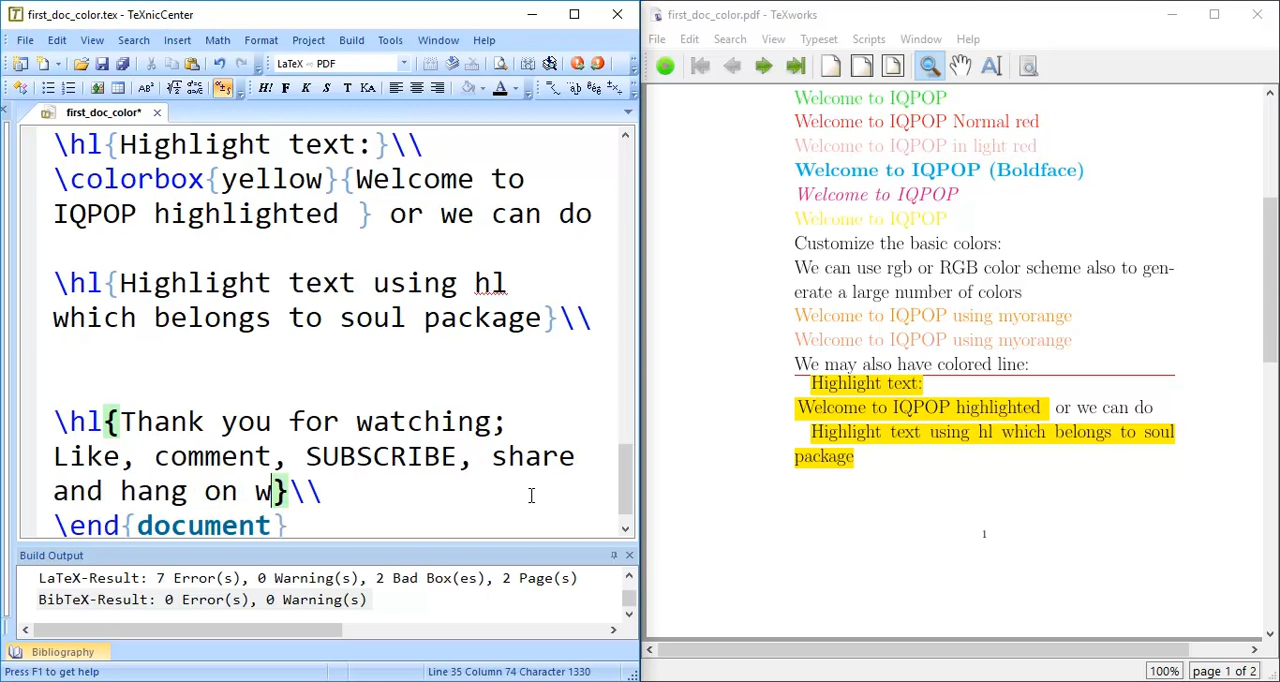 first_doc_color.tex - TeXnicCenter
File Edit View Search Insert Math Format Project Build Tools Window Help
LaTeX ⇨ PDF
first_doc_color*
\hl{Highlight text:}\\
\colorbox{yellow}{Welcome to
IQPOP highlighted } or we can do
\hl{Highlight text using hl
which belongs to soul package}\\
\hl{Thank you for watching;
Like, comment, SUBSCRIBE, share
and hang on w}\\
\end{document}
Build Output
LaTeX-Result: 7 Error(s), 0 Warning(s), 2 Bad Box(es), 2 Page(s)
BibTeX-Result: 0 Error(s), 0 Warning(s)
Bibliography
Press F1 to get help
Line 35 Column 74 Character 1330
first_doc_color.pdf - TeXworks
File Edit Search View Typeset Scripts Window Help
Welcome to IQPOP
Welcome to IQPOP Normal red
Welcome to IQPOP in light red
Welcome to IQPOP (Boldface)
Welcome to IQPOP
Welcome to IQPOP
Customize the basic colors:
We can use rgb or RGB color scheme also to gen-
erate a large number of colors
Welcome to IQPOP using myorange
Welcome to IQPOP using myorange
We may also have colored line:
Highlight text:
Welcome to IQPOP highlighted or we can do
Highlight text using hl which belongs to soul
package
1
100% page 1 of 2